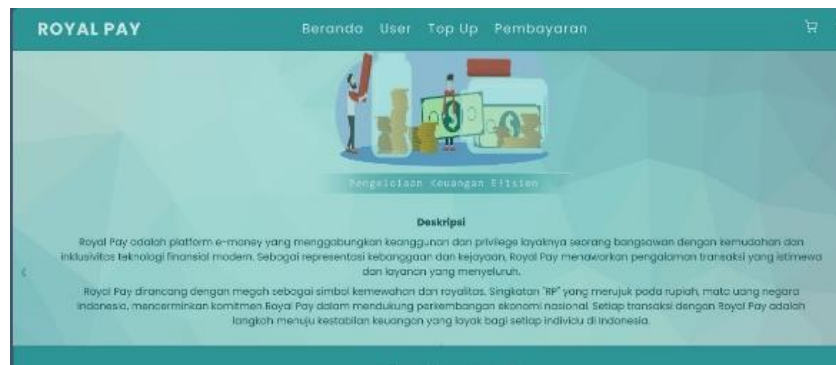 ROYAL PAY
Beranda User Top Up Pembayaran
Pengelolaan Keuangan Efisien
Deskripsi
Royal Pay adalah platform e-money yang menggabungkan keanggunan dan privilege layaknya seorang bangsawan dengan kemudahan dan
inklusivitas teknologi finansial modern. Sebagai representasi kebanggaan dan kejayaan, Royal Pay menawarkan pengalaman transaksi yang istimewa
dan layanan yang menyeluruh.
Royal Pay dirancang dengan megah sebagai simbol kemewahan dan royalitas. Singkatan "RP" yang merujuk pada rupiah, mata uang negara
Indonesia, mencerminkan komitmen Royal Pay dalam mendukung perkembangan ekonomi nasional. Setiap transaksi dengan Royal Pay adalah
langkah menuju kestabilan keuangan yang layak bagi setiap individu di Indonesia.